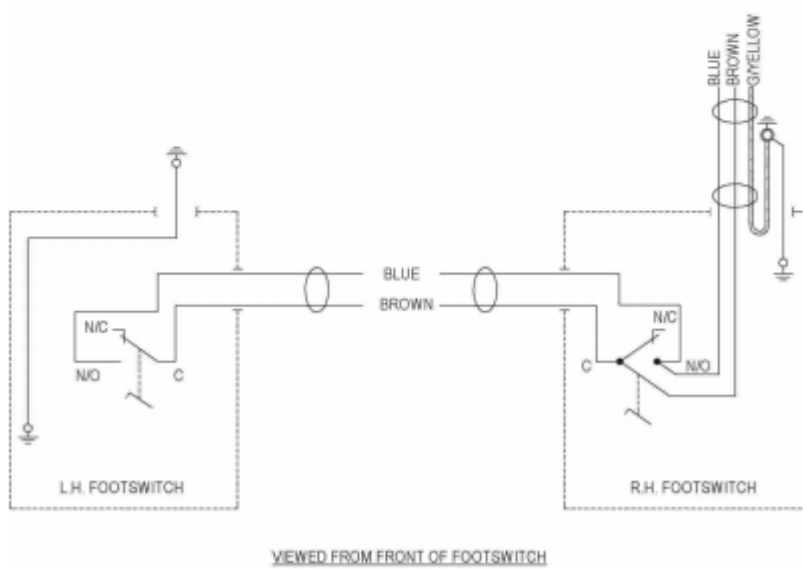 BLUE
BROWN
G/YELLOW
BLUE
BROWN
N/C
N/O
C
N/C
N/O
C
L.H. FOOTSWITCH
R.H. FOOTSWITCH
VIEWED FROM FRONT OF FOOTSWITCH